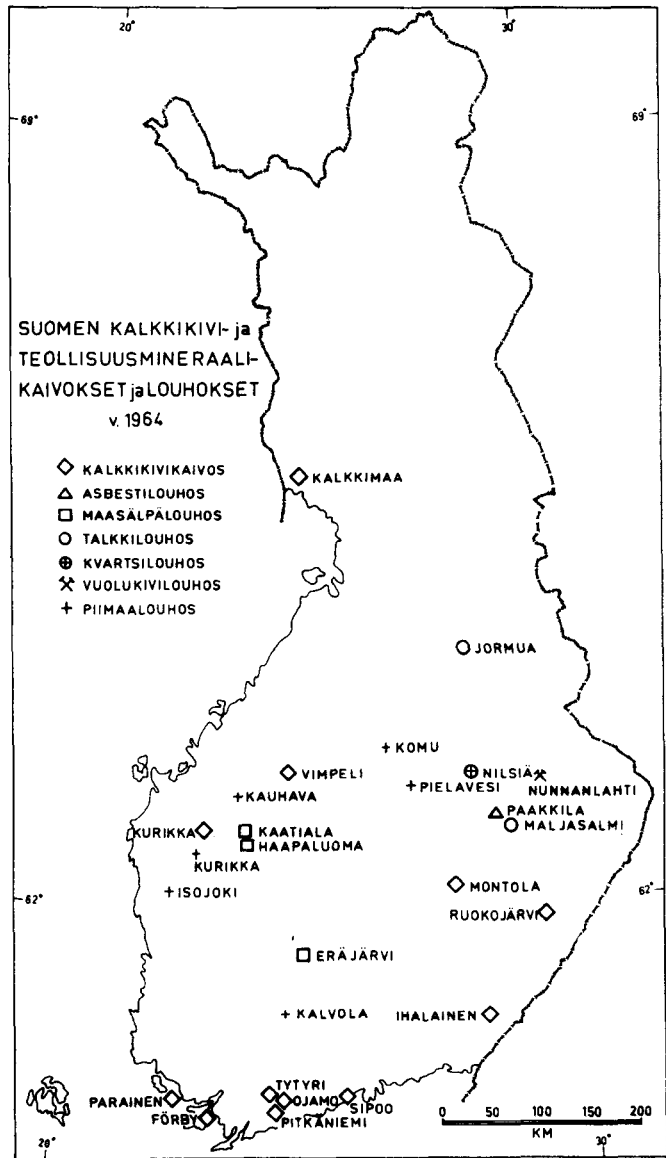 20°
30°
69°
69°
SUOMEN KALKKIKIVI- ja
TEOLLISUUSMINERAALI-
KAIVOKSET ja LOUHOKSET
v. 1964
KALKKIKIVIKAIVOS
ASBESTILOUHOS
MAASÄLPÄLOUHOS
TALKKILOUHOS
KVARTSILOUHOS
VUOLUKIVILOUHOS
PIIMAALOUHOS
KALKKIMAA
JORMUA
KOMU
VIMPELI
NILSIÄ
PIELAVESI
NUNNANLAHTI
KAUHAVA
PAAKKILA
MALJASALMI
KURIKKA
KAATIALA
HAAPALUOMA
KURIKKA
ISOJOKI
MONTOLA
62°
62°
RUOKOJÄRVI
ERÄJÄRVI
KALVOLA
IHALAINEN
TYTYRI
PARAINEN
OJAMO
SIPOO
FÖRBY
PITKÄNIEMI
0 50 100 150 200
KM
20°
30°